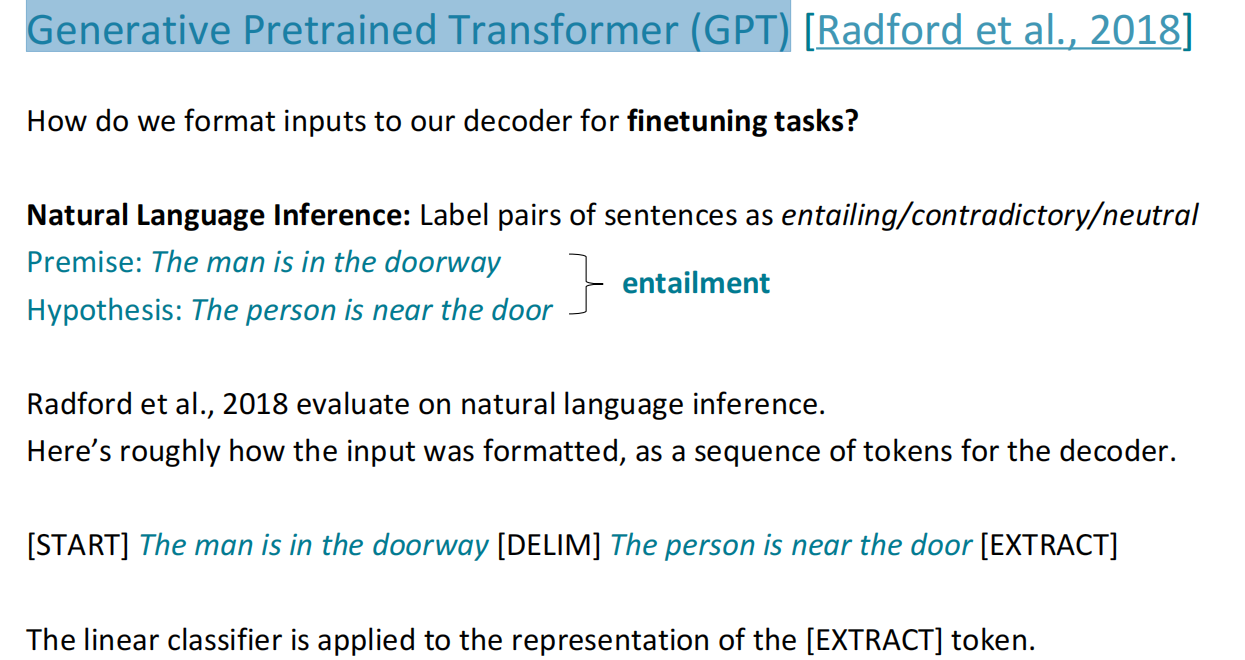 Generative Pretrained Transformer (GPT) [Radford et al., 2018]
How do we format inputs to our decoder for finetuning tasks?
Natural Language Inference: Label pairs of sentences as entailing/contradictory/neutral
Premise: The man is in the doorway
Hypothesis: The person is near the door
entailment
Radford et al., 2018 evaluate on natural language inference.
Here’s roughly how the input was formatted, as a sequence of tokens for the decoder.
[START] The man is in the doorway [DELIM] The person is near the door [EXTRACT]
The linear classifier is applied to the representation of the [EXTRACT] token.